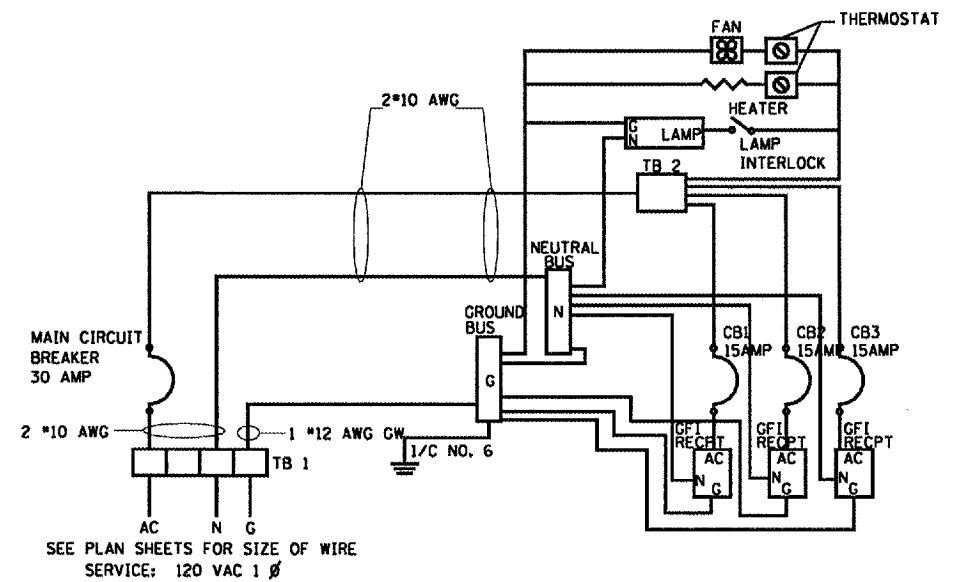 THERMOSTAT
FAN
2#10 AWG
HEATER
G
N
LAMP
LAMP
INTERLOCK
TB 2
NEUTRAL
BUS
N
GROUND
BUS
G
MAIN CIRCUIT
BREAKER
30 AMP
CB1
15AMP
CB2
15AMP
CB3
15AMP
2 #10 AWG
1 #12 AWG GW
1/C NO. 6
TB 1
GFI
RECPT
AC
N
G
GFI
RECPT
AC
N
G
GFI
RECPT
AC
N
G
AC
N
G
SEE PLAN SHEETS FOR SIZE OF WIRE
SERVICE: 120 VAC 1 Ø